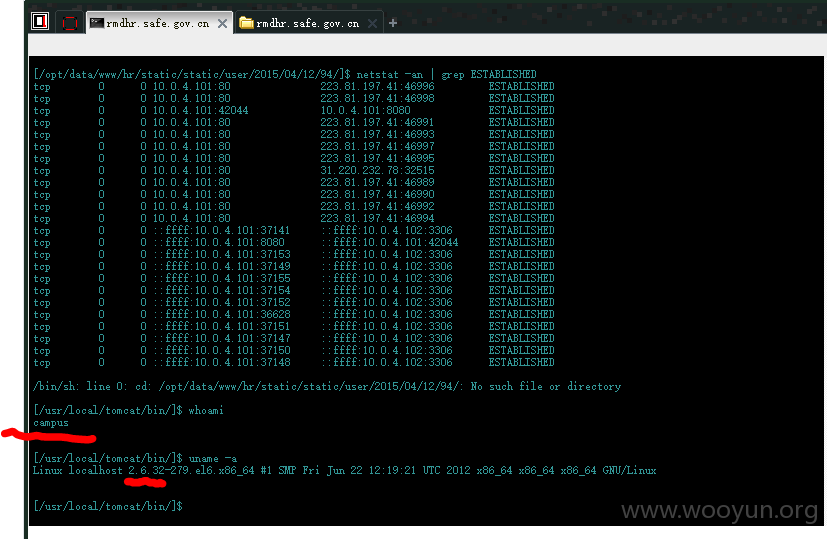 rmdhr.safe.gov.cn rmdhr.safe.gov.cn
[/opt/data/www/hr/static/static/user/2015/04/12/94/]$ netstat -an | grep ESTABLISHED
tcp 0 0 10.0.4.101:80 223.81.197.41:46996 ESTABLISHED
tcp 0 0 10.0.4.101:80 223.81.197.41:46998 ESTABLISHED
tcp 0 0 10.0.4.101:42044 10.0.4.101:8080 ESTABLISHED
tcp 0 0 10.0.4.101:80 223.81.197.41:46991 ESTABLISHED
tcp 0 0 10.0.4.101:80 223.81.197.41:46993 ESTABLISHED
tcp 0 0 10.0.4.101:80 223.81.197.41:46997 ESTABLISHED
tcp 0 0 10.0.4.101:80 223.81.197.41:46995 ESTABLISHED
tcp 0 0 10.0.4.101:80 31.220.232.78:32515 ESTABLISHED
tcp 0 0 10.0.4.101:80 223.81.197.41:46989 ESTABLISHED
tcp 0 0 10.0.4.101:80 223.81.197.41:46990 ESTABLISHED
tcp 0 0 10.0.4.101:80 223.81.197.41:46992 ESTABLISHED
tcp 0 0 10.0.4.101:80 223.81.197.41:46994 ESTABLISHED
tcp 0 0 ::ffff:10.0.4.101:37141 ::ffff:10.0.4.102:3306 ESTABLISHED
tcp 0 0 ::ffff:10.0.4.101:8080 ::ffff:10.0.4.101:42044 ESTABLISHED
tcp 0 0 ::ffff:10.0.4.101:37153 ::ffff:10.0.4.102:3306 ESTABLISHED
tcp 0 0 ::ffff:10.0.4.101:37149 ::ffff:10.0.4.102:3306 ESTABLISHED
tcp 0 0 ::ffff:10.0.4.101:37155 ::ffff:10.0.4.102:3306 ESTABLISHED
tcp 0 0 ::ffff:10.0.4.101:37154 ::ffff:10.0.4.102:3306 ESTABLISHED
tcp 0 0 ::ffff:10.0.4.101:37152 ::ffff:10.0.4.102:3306 ESTABLISHED
tcp 0 0 ::ffff:10.0.4.101:36628 ::ffff:10.0.4.102:3306 ESTABLISHED
tcp 0 0 ::ffff:10.0.4.101:37151 ::ffff:10.0.4.102:3306 ESTABLISHED
tcp 0 0 ::ffff:10.0.4.101:37147 ::ffff:10.0.4.102:3306 ESTABLISHED
tcp 0 0 ::ffff:10.0.4.101:37150 ::ffff:10.0.4.102:3306 ESTABLISHED
tcp 0 0 ::ffff:10.0.4.101:37148 ::ffff:10.0.4.102:3306 ESTABLISHED
/bin/sh: line 0: cd: /opt/data/www/hr/static/static/user/2015/04/12/94/: No such file or directory
[/usr/local/tomcat/bin/]$ whoami
campus
[/usr/local/tomcat/bin/]$ uname -a
Linux localhost 2.6.32-279.el6.x86_64 #1 SMP Fri Jun 22 12:19:21 UTC 2012 x86_64 x86_64 x86_64 GNU/Linux
[/usr/local/tomcat/bin/]$
www.wooyun.org